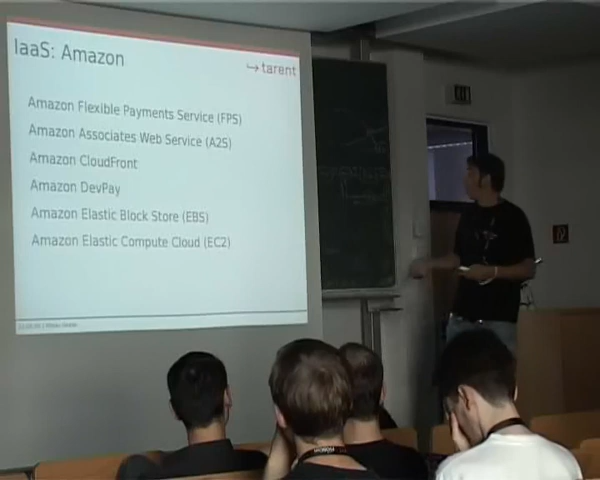 IaaS: Amazon
↪tarent
Amazon Flexible Payments Service (FPS)
Amazon Associates Web Service (A2S)
Amazon CloudFront
Amazon DevPay
Amazon Elastic Block Store (EBS)
Amazon Elastic Compute Cloud (EC2)